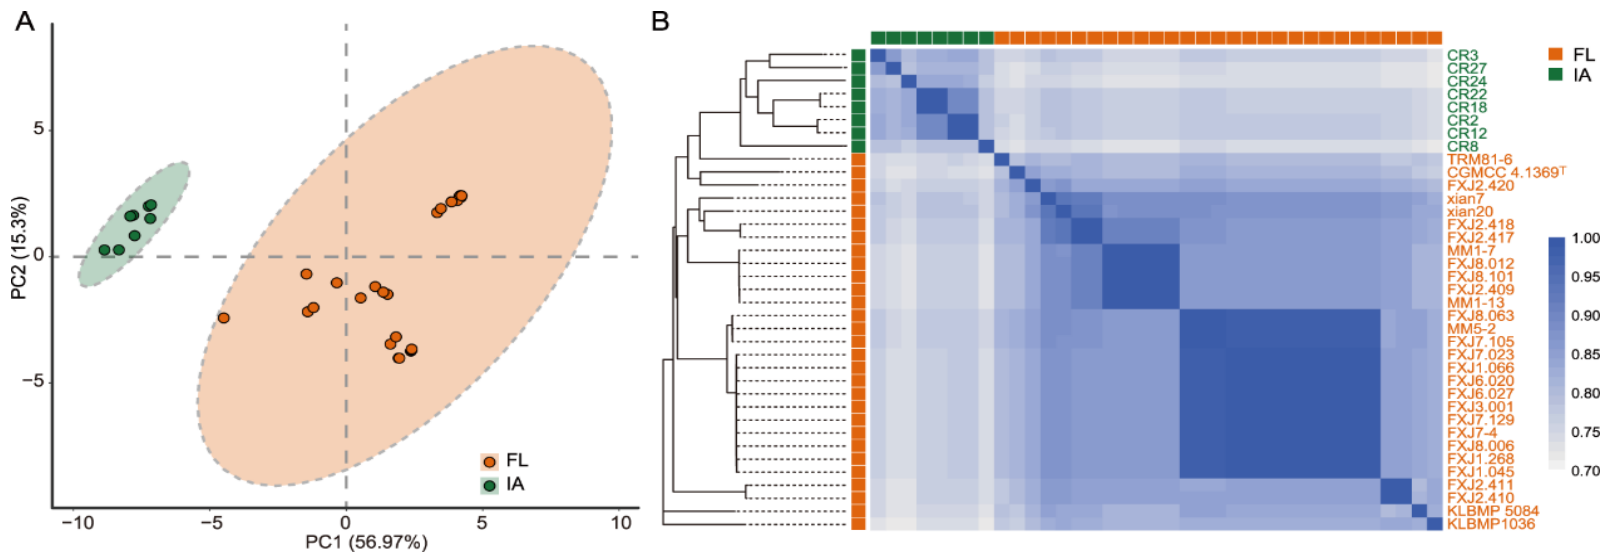 A
5
0
−5
PC2 (15.3%)
−10
−5
0
5
10
PC1 (56.97%)
FL
IA
B
CR3
CR27
CR24
CR22
CR18
CR2
CR12
CR8
TRM81-6
CGMCC 4.1369T
FXJ2.420
xian7
xian20
FXJ2.418
FXJ2.417
MM1-7
FXJ8.012
FXJ8.101
FXJ2.409
MM1-13
FXJ8.063
MM5-2
FXJ7.105
FXJ7.023
FXJ1.066
FXJ6.020
FXJ6.027
FXJ3.001
FXJ7.129
FXJ7-4
FXJ8.006
FXJ1.268
FXJ1.045
FXJ2.411
FXJ2.410
KLBMP 5084
KLBMP1036
FL
IA
1.00
0.95
0.90
0.85
0.80
0.75
0.70